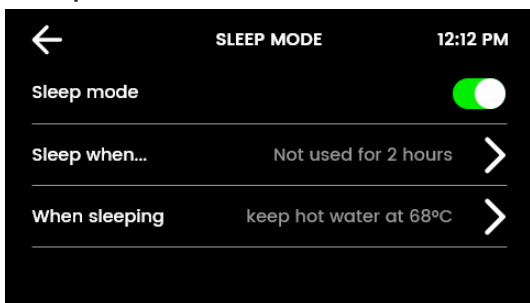 SLEEP MODE 12:12 PM
Sleep mode
Sleep when... Not used for 2 hours
When sleeping keep hot water at 68°C